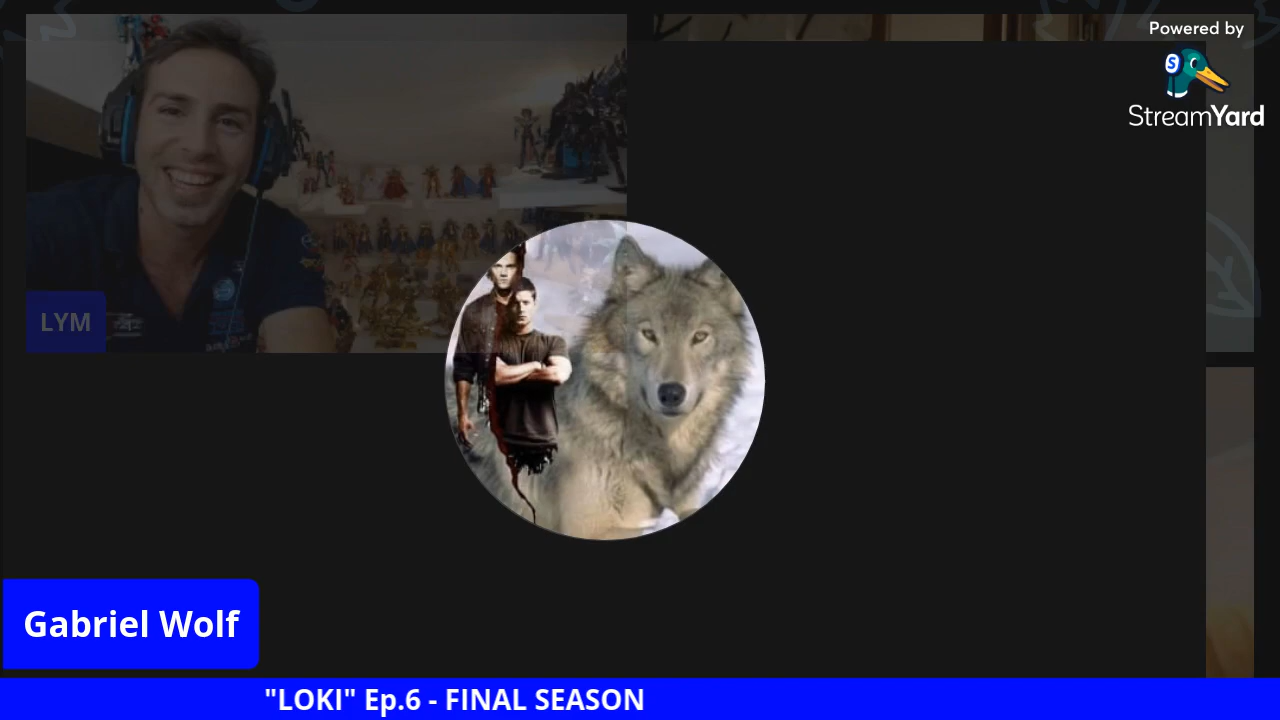 Powered by
S
StreamYard
LYM
Gabriel Wolf
"LOKI" Ep.6 - FINAL SEASON